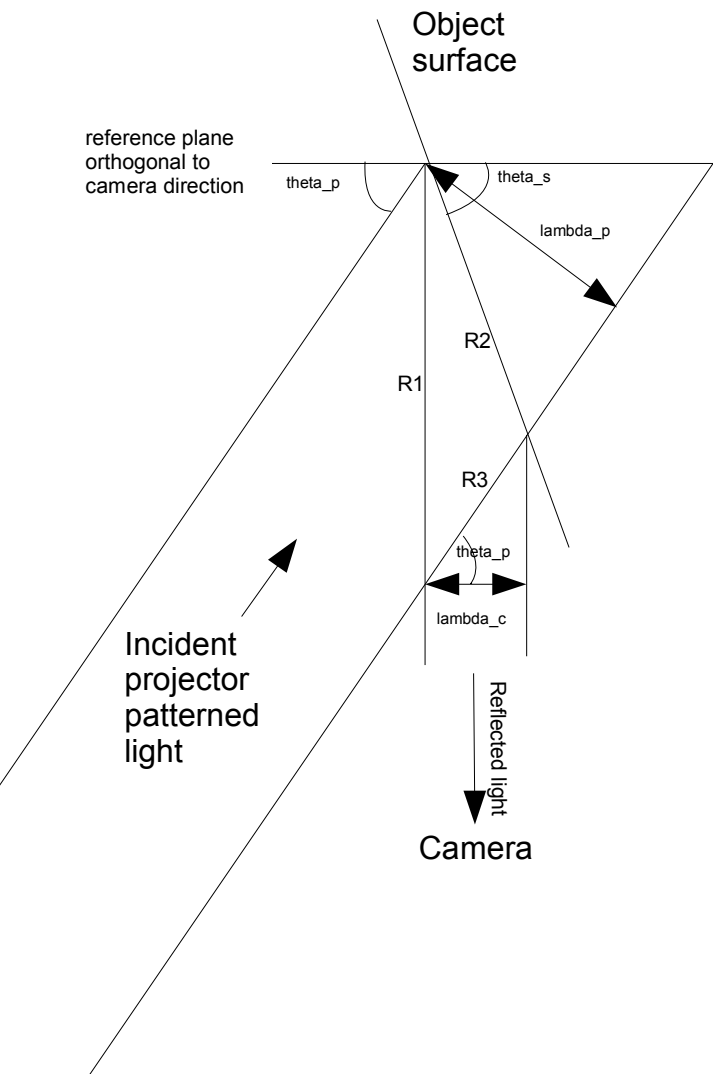 Object
surface
reference plane
orthogonal to
camera direction
theta_p
theta_s
lambda_p
R2
R1
R3
theta_p
lambda_c
Incident
projector
patterned
light
Reflected light
Camera